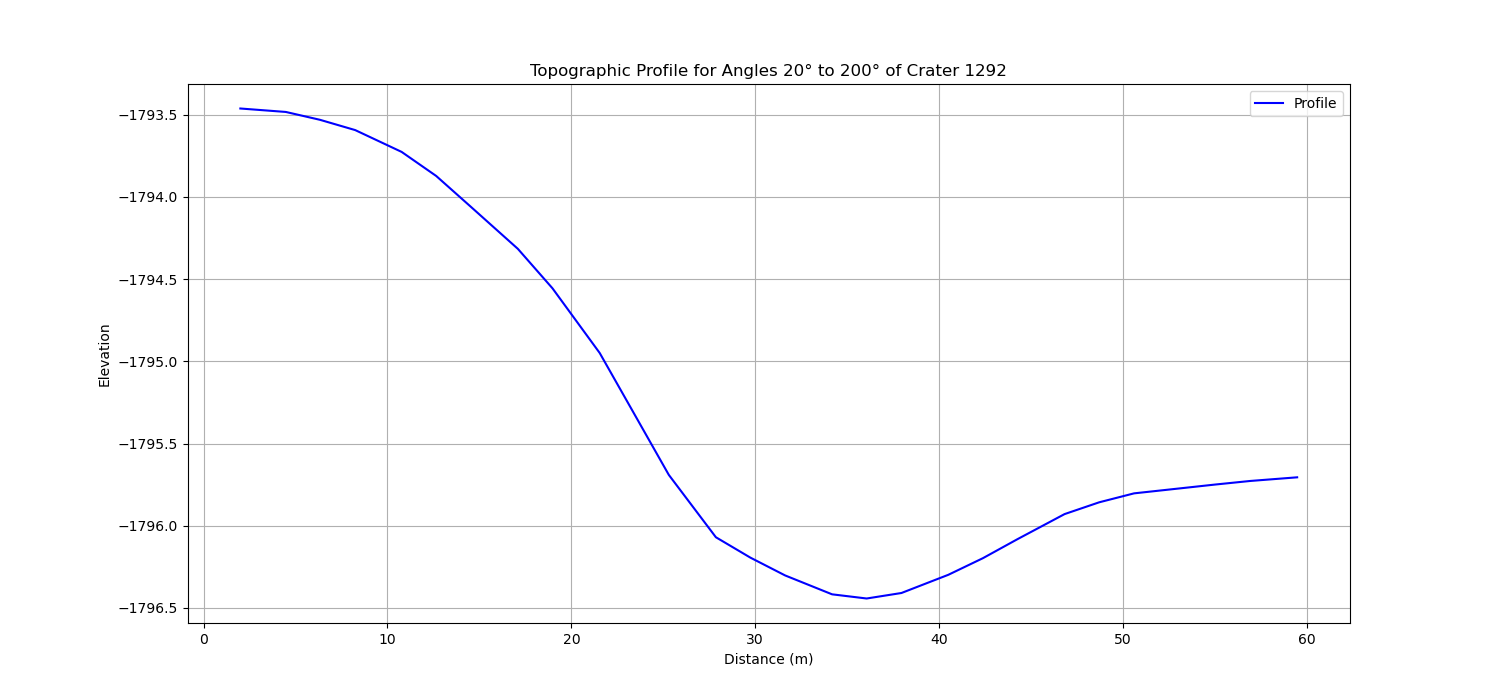 Topographic Profile for Angles 20° to 200° of Crater 1292
Profile
−1793.5
−1794.0
−1794.5
−1795.0
−1795.5
−1796.0
−1796.5
Elevation
0 10 20 30 40 50 60
Distance (m)